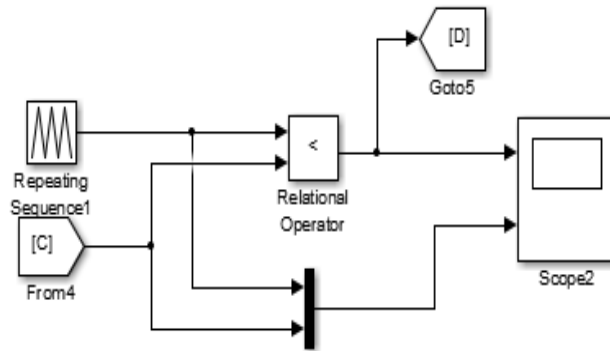 [D]
Goto5
<
Repeating
Sequence1
Relational
Operator
[C]
From4
Scope2